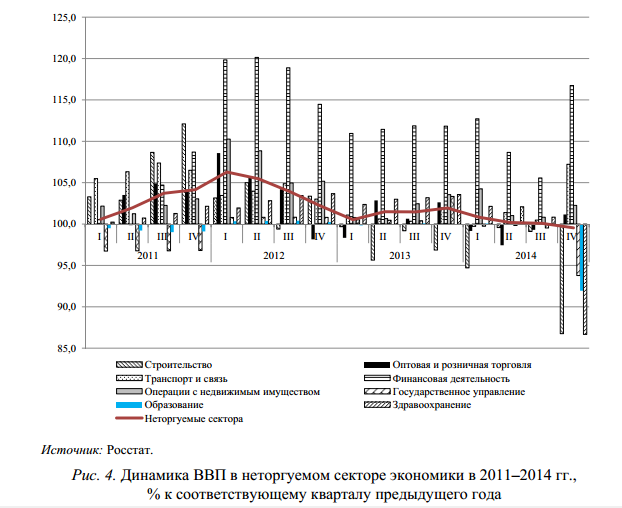 125,0
120,0
115,0
110,0
105,0
100,0
95,0
90,0
85,0
I II III IV I II III IV I II III IV I II III IV
2011 2012 2013 2014
Строительство Оптовая и розничная торговля
Транспорт и связь Финансовая деятельность
Операции с недвижимым имуществом Государственное управление
Образование Здравоохранение
Неторгуемые сектора
Источник: Росстат.
Рис. 4. Динамика ВВП в неторгуемом секторе экономики в 2011–2014 гг.,
% к соответствующему кварталу предыдущего года